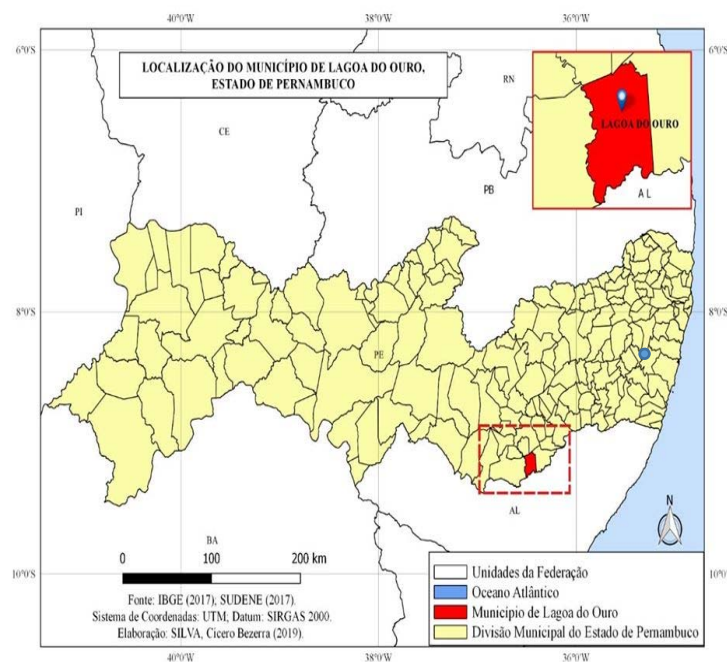 40°0'W 38°0'W 36°0'W
6°0'S 6°0'S
LOCALIZAÇÃO DO MUNICÍPIO DE LAGOA DO OURO,
ESTADO DE PERNAMBUCO
RN
LAGOA DO OURO
AL
CE
PB
PI
8°0'S 8°0'S
PE
AL
BA
0 100 200 km
N
Unidades da Federação
Oceano Atlântico
Município de Lagoa do Ouro
Divisão Municipal do Estado de Pernambuco
10°0'S 10°0'S
Fonte: IBGE (2017); SUDENE (2017).
Sistema de Coordenadas: UTM; Datum: SIRGAS 2000.
Elaboração: SILVA, Cicero Bezerra (2019).
40°0'W 38°0'W 36°0'W